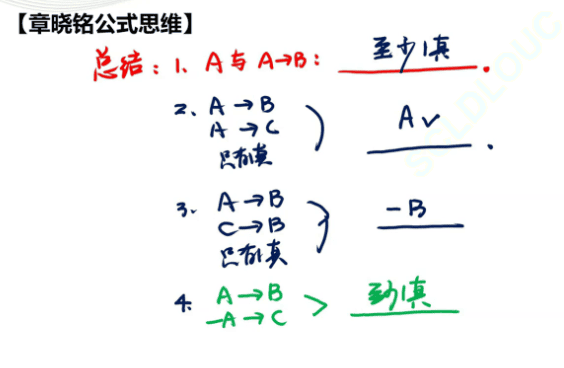 【章晓铭公式思维】
总结：1、A与A→B：至少1真.
2、A→B
A→C
只有1真
A✓.
3、A→B
C→B
只有1真
-B
4. A→B
-A→C
> 至少1真